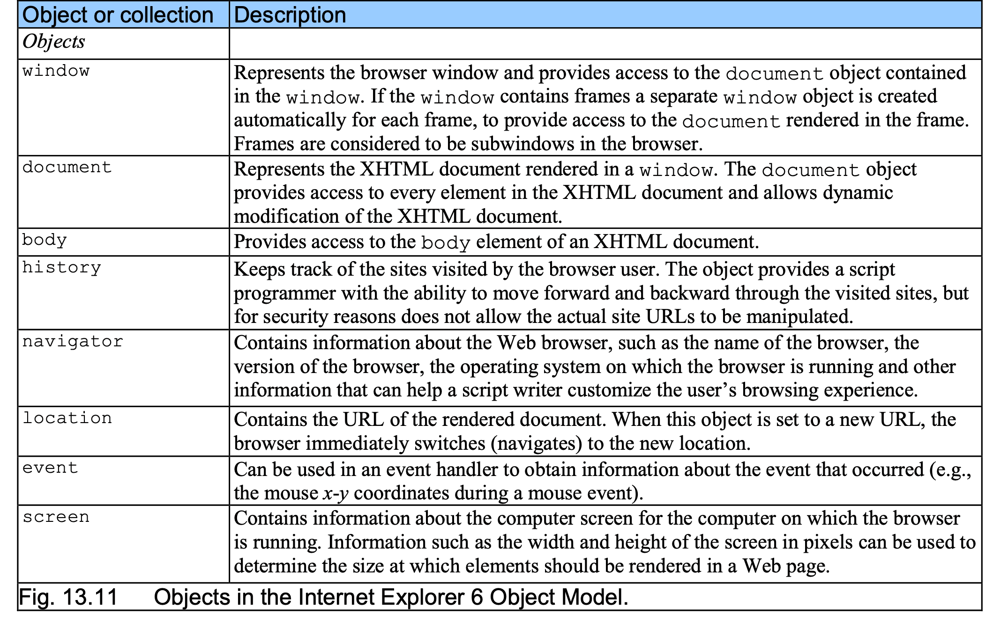 Object or collection Description
Objects
window Represents the browser window and provides access to the document object contained
in the window. If the window contains frames a separate window object is created
automatically for each frame, to provide access to the document rendered in the frame.
Frames are considered to be subwindows in the browser.
document Represents the XHTML document rendered in a window. The document object
provides access to every element in the XHTML document and allows dynamic
modification of the XHTML document.
body Provides access to the body element of an XHTML document.
history Keeps track of the sites visited by the browser user. The object provides a script
programmer with the ability to move forward and backward through the visited sites, but
for security reasons does not allow the actual site URLs to be manipulated.
navigator Contains information about the Web browser, such as the name of the browser, the
version of the browser, the operating system on which the browser is running and other
information that can help a script writer customize the user’s browsing experience.
location Contains the URL of the rendered document. When this object is set to a new URL, the
browser immediately switches (navigates) to the new location.
event Can be used in an event handler to obtain information about the event that occurred (e.g.,
the mouse x-y coordinates during a mouse event).
screen Contains information about the computer screen for the computer on which the browser
is running. Information such as the width and height of the screen in pixels can be used to
determine the size at which elements should be rendered in a Web page.
Fig. 13.11 Objects in the Internet Explorer 6 Object Model.